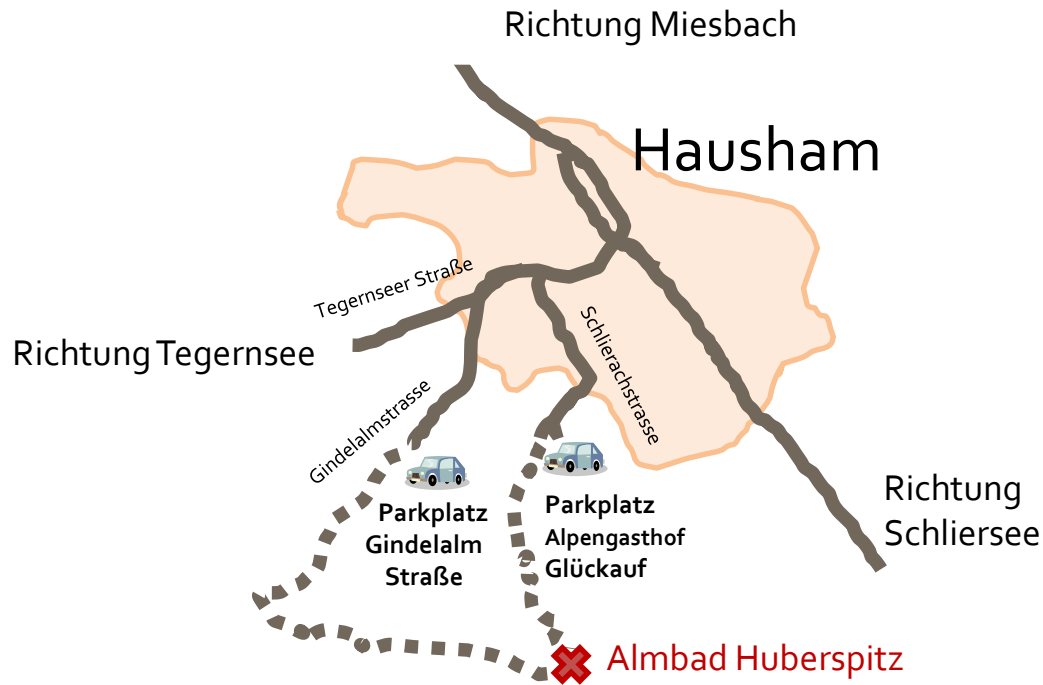 Richtung Miesbach
Hausham
Tegernseer Straße
Richtung Tegernsee
Schlierachstrasse
Gindelalmstrasse
Parkplatz
Gindelalm
Straße
Parkplatz
Alpengasthof
Glückauf
Richtung
Schliersee
Almbad Huberspitz